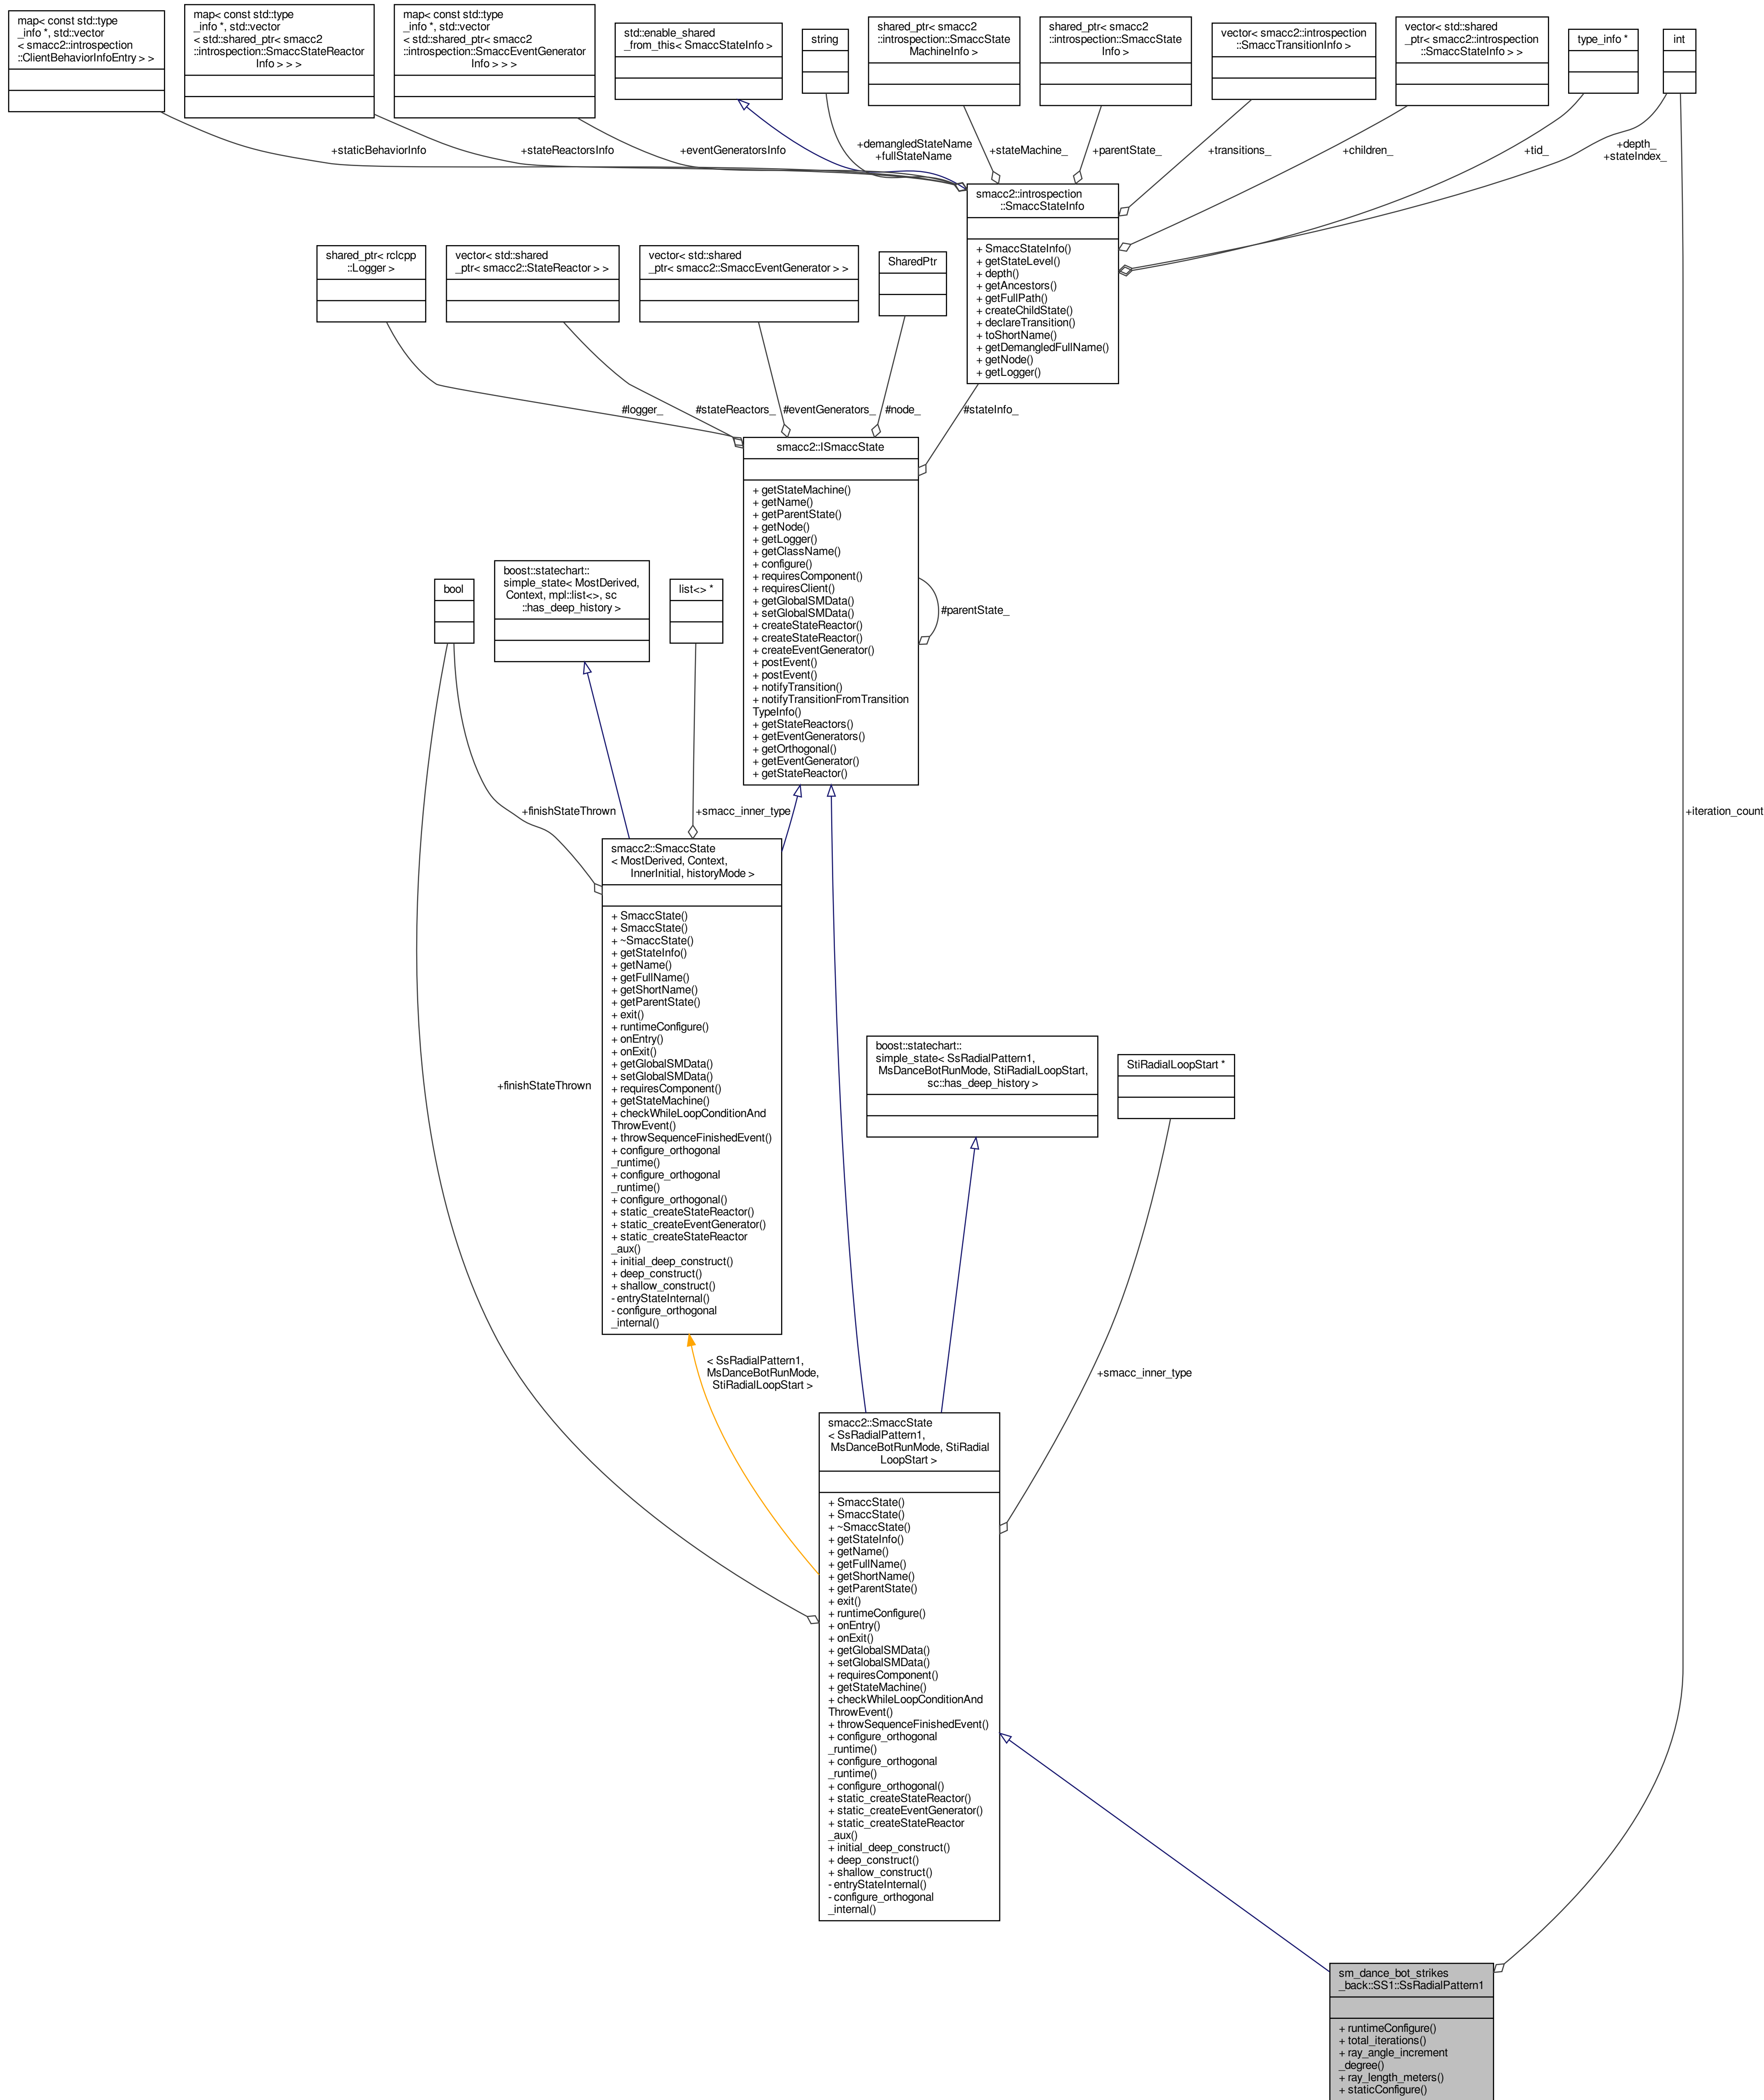 map< const std::type
_info *, std::vector
< smacc2::introspection
::ClientBehaviorInfoEntry > >
map< const std::type
_info *, std::vector
< std::shared_ptr< smacc2
::introspection::SmaccStateReactor
Info > > >
map< const std::type
_info *, std::vector
< std::shared_ptr< smacc2
::introspection::SmaccEventGenerator
Info > > >
std::enable_shared
_from_this< SmaccStateInfo >
string
shared_ptr< smacc2
::introspection::SmaccState
MachineInfo >
shared_ptr< smacc2
::introspection::SmaccState
Info >
vector< smacc2::introspection
::SmaccTransitionInfo >
vector< std::shared
_ptr< smacc2::introspection
::SmaccStateInfo > >
type_info *
int
+staticBehaviorInfo
+stateReactorsInfo
+eventGeneratorsInfo
+demangledStateName
+fullStateName
+stateMachine_
+parentState_
+transitions_
+children_
+tid_
+depth_
+stateIndex_
smacc2::introspection
::SmaccStateInfo
+ SmaccStateInfo()
+ getStateLevel()
+ depth()
+ getAncestors()
+ getFullPath()
+ createChildState()
+ declareTransition()
+ toShortName()
+ getDemangledFullName()
+ getNode()
+ getLogger()
shared_ptr< rclcpp
::Logger >
vector< std::shared
_ptr< smacc2::StateReactor > >
vector< std::shared
_ptr< smacc2::SmaccEventGenerator > >
SharedPtr
#logger_
#stateReactors_
#eventGenerators_
#node_
#stateInfo_
smacc2::ISmaccState
+ getStateMachine()
+ getName()
+ getParentState()
+ getNode()
+ getLogger()
+ getClassName()
+ configure()
+ requiresComponent()
+ requiresClient()
+ getGlobalSMData()
+ setGlobalSMData()
+ createStateReactor()
+ createStateReactor()
+ createEventGenerator()
+ postEvent()
+ postEvent()
+ notifyTransition()
+ notifyTransitionFromTransition
TypeInfo()
+ getStateReactors()
+ getEventGenerators()
+ getOrthogonal()
+ getEventGenerator()
+ getStateReactor()
#parentState_
bool
boost::statechart::
simple_state< MostDerived,
Context, mpl::list<>, sc
::has_deep_history >
list<> *
+finishStateThrown
+smacc_inner_type
+iteration_count
smacc2::SmaccState
< MostDerived, Context,
InnerInitial, historyMode >
+ SmaccState()
+ SmaccState()
+ ~SmaccState()
+ getStateInfo()
+ getName()
+ getFullName()
+ getShortName()
+ getParentState()
+ exit()
+ runtimeConfigure()
+ onEntry()
+ onExit()
+ getGlobalSMData()
+ setGlobalSMData()
+ requiresComponent()
+ getStateMachine()
+ checkWhileLoopConditionAnd
ThrowEvent()
+ throwSequenceFinishedEvent()
+ configure_orthogonal
_runtime()
+ configure_orthogonal
_runtime()
+ configure_orthogonal()
+ static_createStateReactor()
+ static_createEventGenerator()
+ static_createStateReactor
_aux()
+ initial_deep_construct()
+ deep_construct()
+ shallow_construct()
- entryStateInternal()
- configure_orthogonal
_internal()
+finishStateThrown
boost::statechart::
simple_state< SsRadialPattern1,
MsDanceBotRunMode, StiRadialLoopStart,
sc::has_deep_history >
StiRadialLoopStart *
< SsRadialPattern1,
MsDanceBotRunMode,
StiRadialLoopStart >
+smacc_inner_type
smacc2::SmaccState
< SsRadialPattern1,
MsDanceBotRunMode, StiRadial
LoopStart >
+ SmaccState()
+ SmaccState()
+ ~SmaccState()
+ getStateInfo()
+ getName()
+ getFullName()
+ getShortName()
+ getParentState()
+ exit()
+ runtimeConfigure()
+ onEntry()
+ onExit()
+ getGlobalSMData()
+ setGlobalSMData()
+ requiresComponent()
+ getStateMachine()
+ checkWhileLoopConditionAnd
ThrowEvent()
+ throwSequenceFinishedEvent()
+ configure_orthogonal
_runtime()
+ configure_orthogonal
_runtime()
+ configure_orthogonal()
+ static_createStateReactor()
+ static_createEventGenerator()
+ static_createStateReactor
_aux()
+ initial_deep_construct()
+ deep_construct()
+ shallow_construct()
- entryStateInternal()
- configure_orthogonal
_internal()
sm_dance_bot_strikes
_back::SS1::SsRadialPattern1
+ runtimeConfigure()
+ total_iterations()
+ ray_angle_increment
_degree()
+ ray_length_meters()
+ staticConfigure()